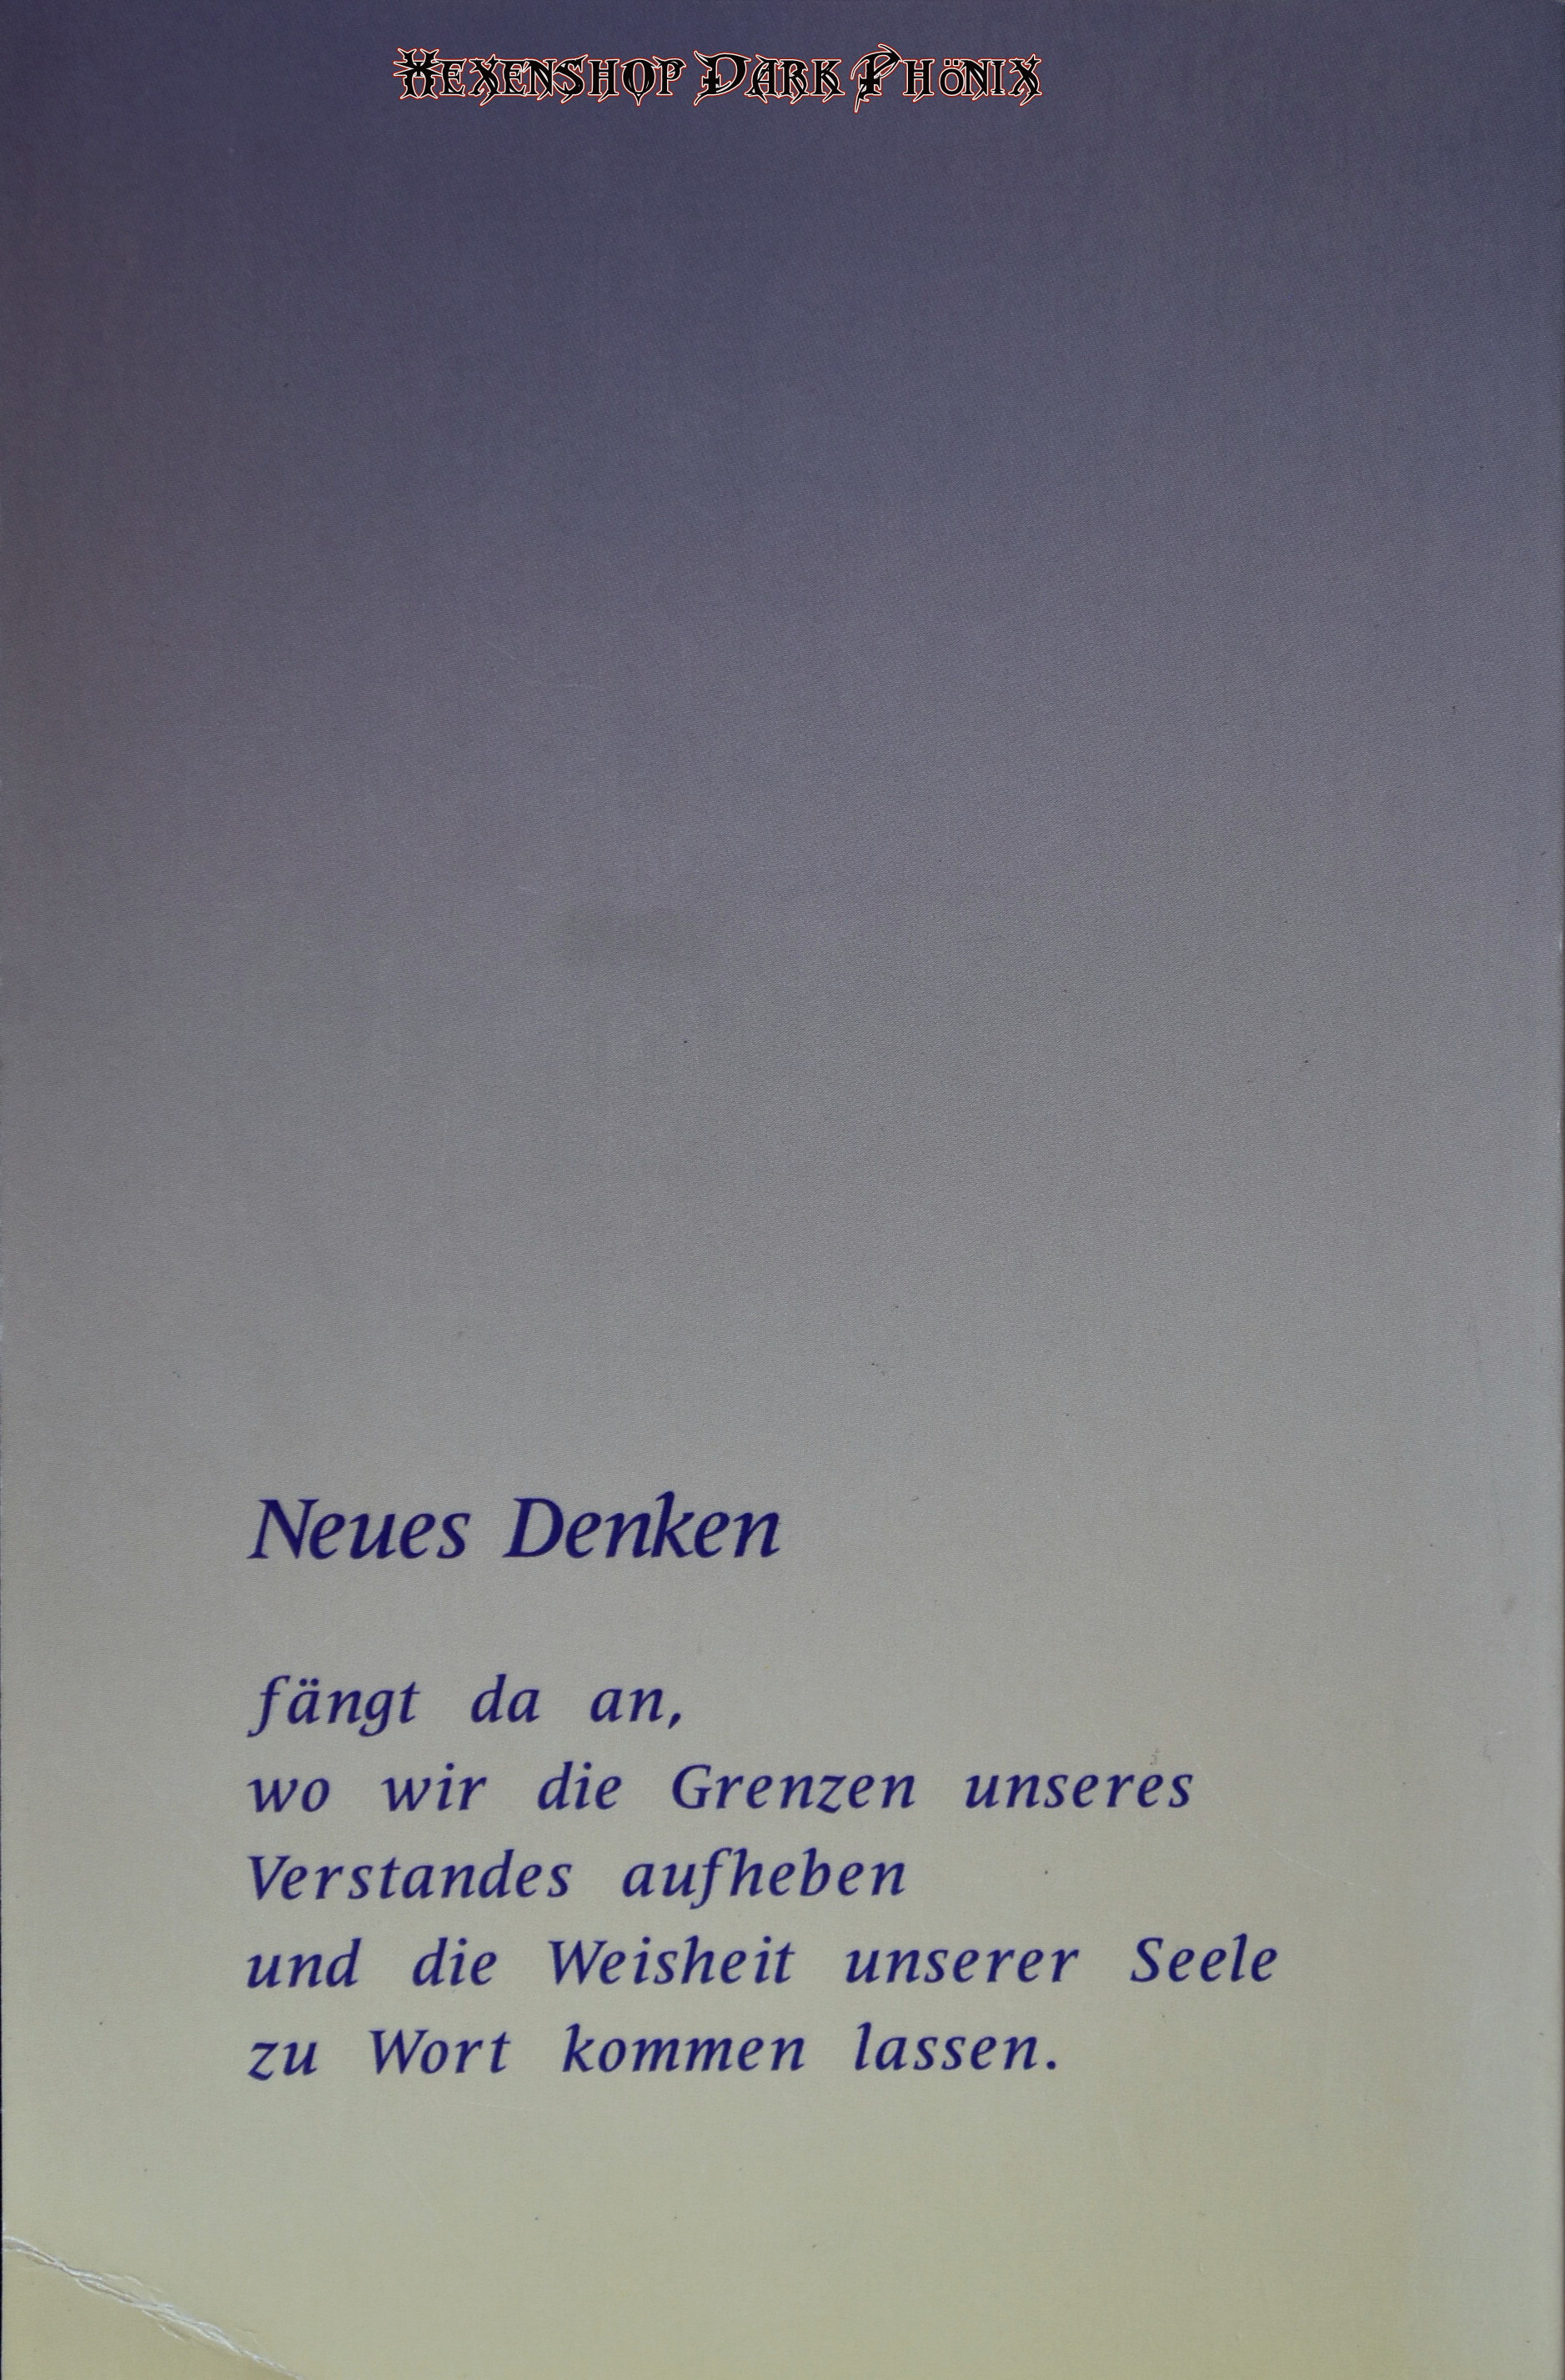 Hexenshop Dark Phönix
Neues Denken
fängt da an,
wo wir die Grenzen unseres
Verstandes aufheben
und die Weisheit unserer Seele
zu Wort kommen lassen.